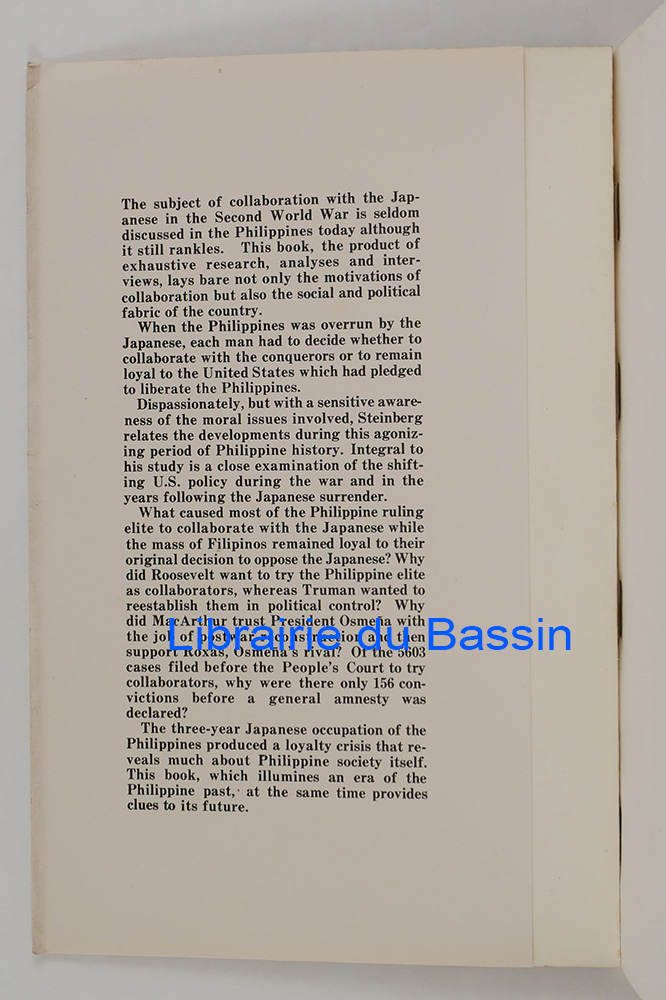 The subject of collaboration with the Jap-
anese in the Second World War is seldom
discussed in the Philippines today although
it still rankles. This book, the product of
exhaustive research, analyses and inter-
views, lays bare not only the motivations of
collaboration but also the social and political
fabric of the country.
When the Philippines was overrun by the
Japanese, each man had to decide whether to
collaborate with the conquerors or to remain
loyal to the United States which had pledged
to liberate the Philippines.
Dispassionately, but with a sensitive aware-
ness of the moral issues involved, Steinberg
relates the developments during this agoniz-
ing period of Philippine history. Integral to
his study is a close examination of the shift-
ing U.S. policy during the war and in the
years following the Japanese surrender.
What caused most of the Philippine ruling
elite to collaborate with the Japanese while
the mass of Filipinos remained loyal to their
original decision to oppose the Japanese? Why
did Roosevelt want to try the Philippine elite
as collaborators, whereas Truman wanted to
reestablish them in political control? Why
did MacArthur trust President Osmeña with
the job of postwar reconstruction and then
support Roxas, Osmeña's rival? Of the 5603
cases filed before the People's Court to try
collaborators, why were there only 156 con-
victions before a general amnesty was
declared?
The three-year Japanese occupation of the
Philippines produced a loyalty crisis that re-
veals much about Philippine society itself.
This book, which illumines an era of the
Philippine past, at the same time provides
clues to its future.
Librairie du Bassin